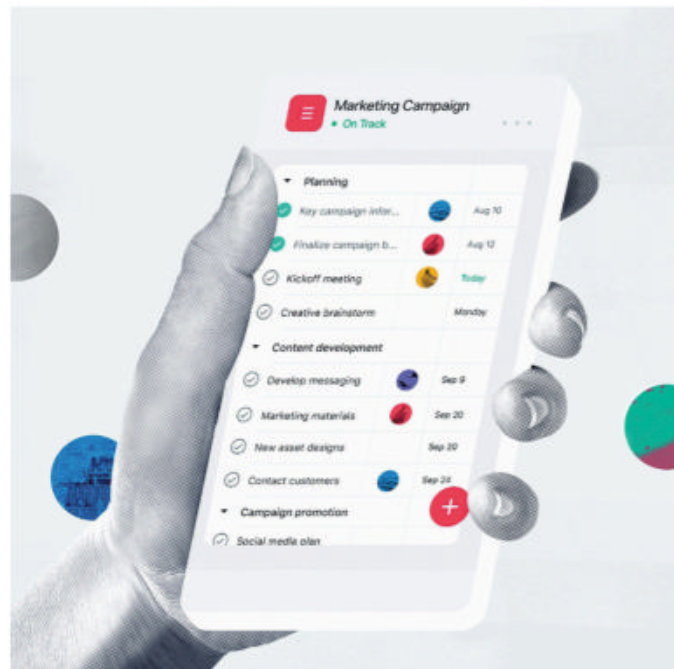 Marketing Campaign
• On Track
Planning
Key campaign infor... Aug 10
Finalize campaign b... Aug 12
Kickoff meeting Today
Creative brainstorm Monday
Content development
Develop messaging Sep 9
Marketing materials Sep 20
New asset designs Sep 20
Contact customers Sep 24
Campaign promotion
Social media plan